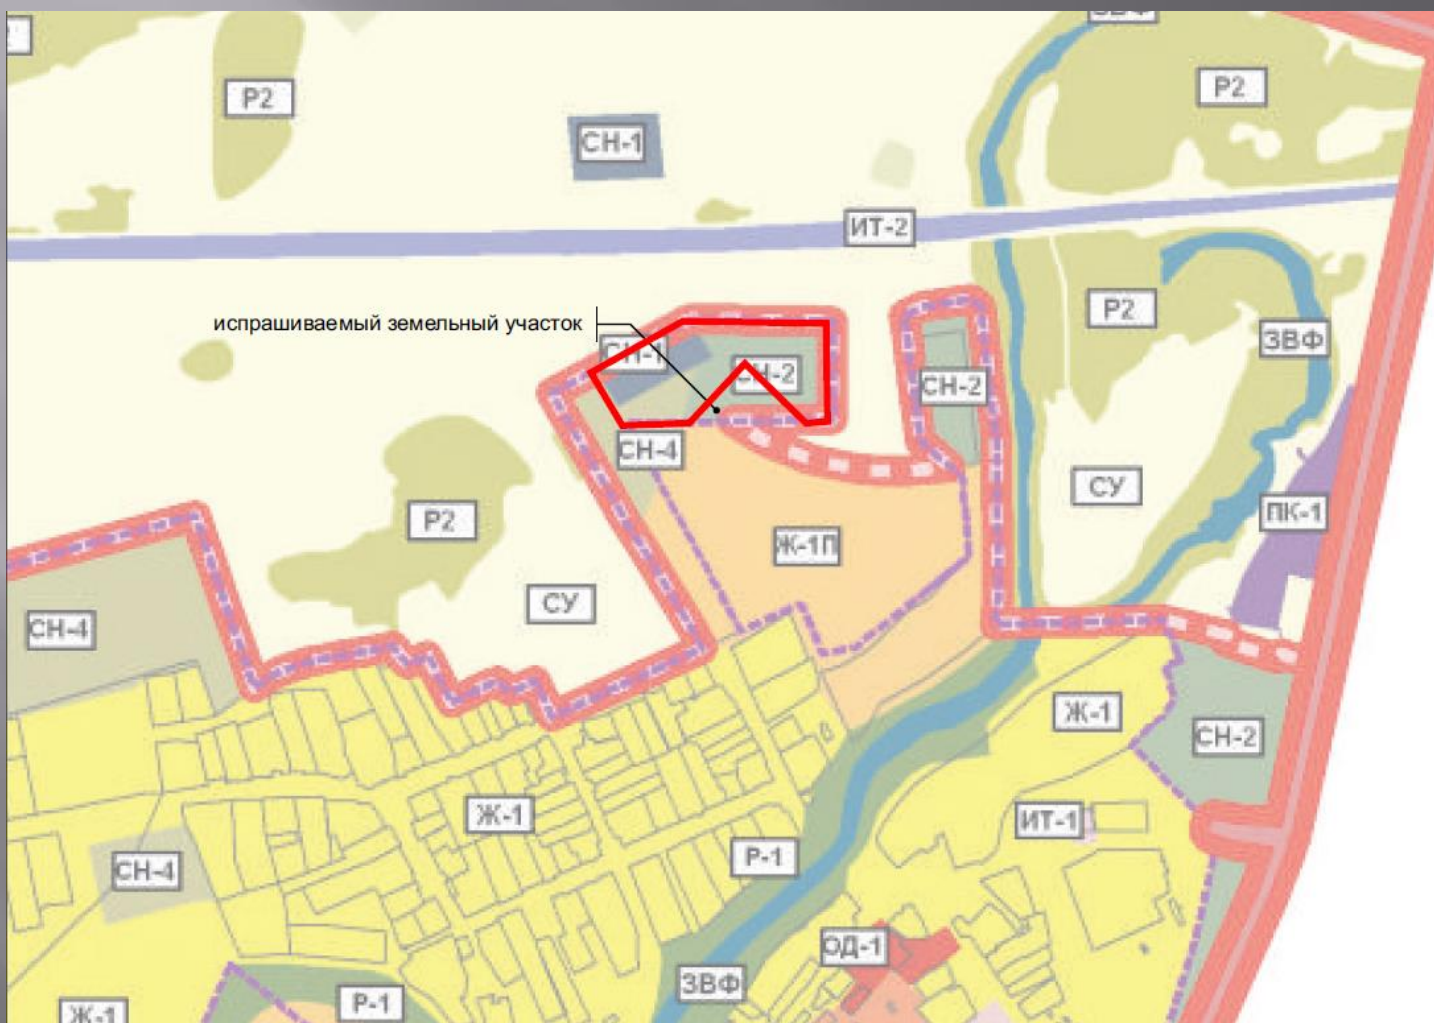 ЗВФ
Р2
Р2
СН-1
ИТ-2
Р2
испрашиваемый земельный участок
ЗВФ
СН-1
СН-2
СН-2
СН-4
СУ
Р2
ПК-1
Ж-1П
СУ
СН-4
Ж-1
СН-2
Ж-1
ИТ-1
Р-1
СН-4
ОД-1
ЗВФ
Р-1
Ж-1